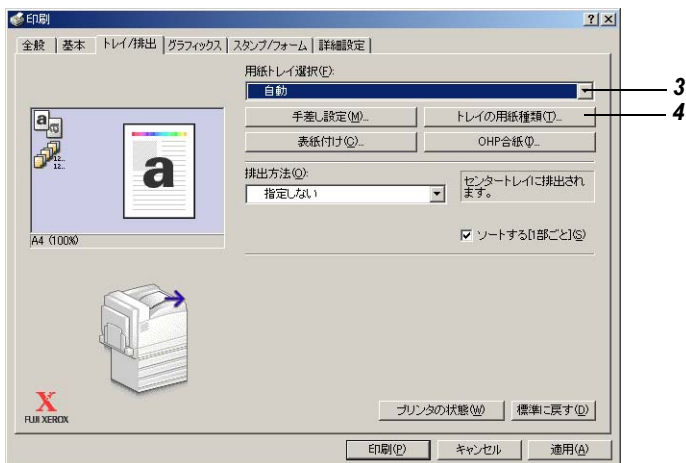 印刷
? ×
全般 基本 トレイ/排出 グラフィックス スタンプ/フォーム 詳細設定
用紙トレイ選択(F):
自動
3
手差し設定(M)... トレイの用紙種類(T)...
4
表紙付け(C)... OHP合紙(I)...
排出方法(O):
指定しない
センタートレイに排出され
ます。
ソートする[1部ごと](S)
a
a
12...
12...
a
A4 (100%)
X
FUJI XEROX
プリンタの状態(W) 標準に戻す(D)
印刷(P) キャンセル 適用(A)